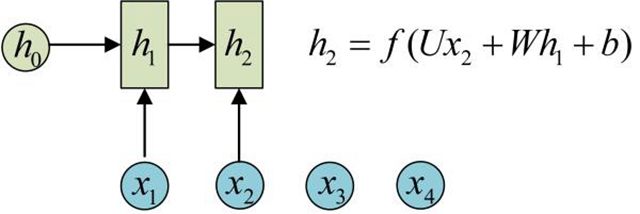 h₀ h₁ h₂ h₂ = f(Ux₂ + Wh₁ + b)
x₁ x₂ x₃ x₄